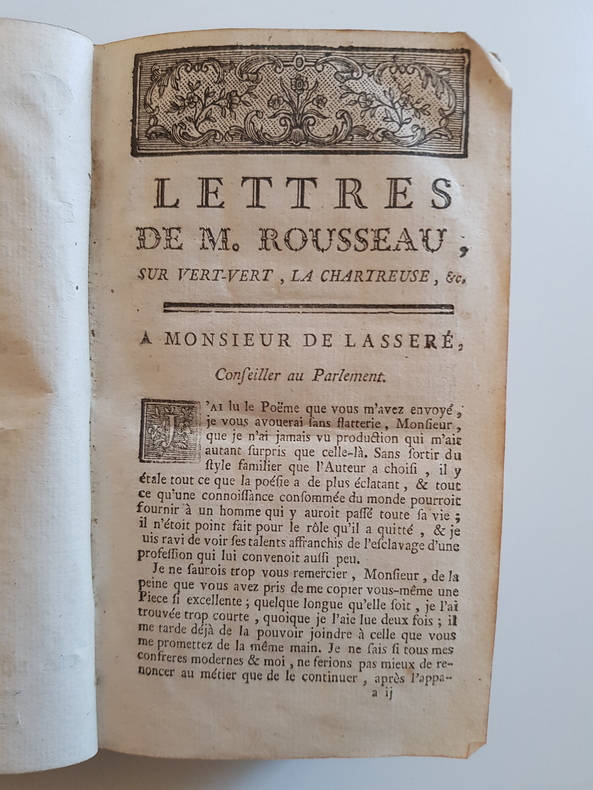 LETTRES
DE M. ROUSSEAU,
SUR VERT-VERT, LA CHARTREUSE, &c.
A MONSIEUR DE LASSERÉ,
Conſeiller au Parlement.
J'AI lu le Poëme que vous m'avez envoyé,
je vous avouerai ſans flatterie, Monſieur,
que je n'ai jamais vu production qui m'ait
autant ſurpris que celle-là. Sans ſortir du
ſtyle familier que l'Auteur a choiſi, il y
étale tout ce que la poéſie a de plus éclatant, & tout
ce qu'une connoiſſance conſommée du monde pourroit
fournir à un homme qui y auroit paſſé toute ſa vie;
il n'étoit point fait pour le rôle qu'il a quitté, & je
uis ravi de voir ſes talents affranchis de l'eſclavage d'une
profeſſion qui lui convenoit auſſi peu.
Je ne ſaurois trop vous remercier, Monſieur, de la
peine que vous avez pris de me copier vous-même une
Piece ſi excellente; quelque longue qu'elle ſoit, je l'ai
trouvée trop courte, quoique je l'aie lue deux fois; il
me tarde déjà de la pouvoir joindre à celle que vous
me promettez de la même main. Je ne ſais ſi tous mes
confreres modernes & moi, ne ferions pas mieux de re-
noncer au métier que de le continuer, après l'appa-
a ij